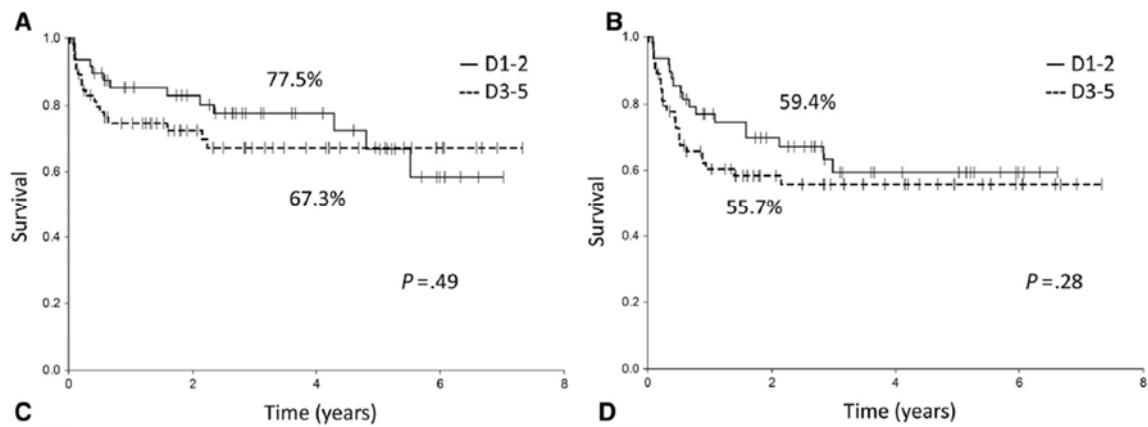 A
1.0
0.8
0.6
0.4
0.2
0.0
Survival
77.5%
67.3%
D1-2
D3-5
P =.49
0 2 4 6 8
Time (years)
B
1.0
0.8
0.6
0.4
0.2
0.0
Survival
59.4%
55.7%
D1-2
D3-5
P =.28
0 2 4 6 8
Time (years)
C
D